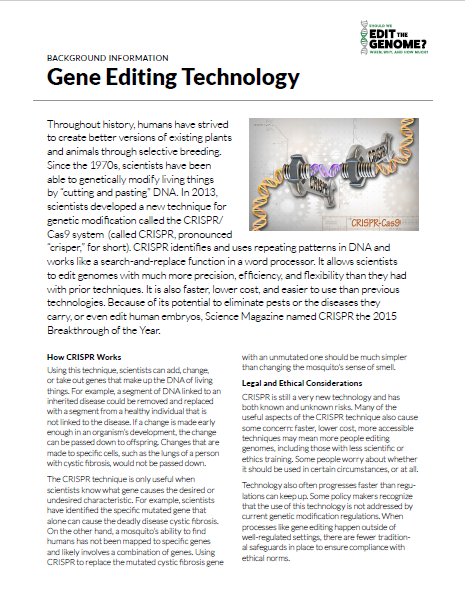 SHOULD WE
EDIT THE
GENOME?
WHEN, WHY, AND HOW MUCH?
BACKGROUND INFORMATION
Gene Editing Technology
Throughout history, humans have strived
to create better versions of existing plants
and animals through selective breeding.
Since the 1970s, scientists have been
able to genetically modify living things
by “cutting and pasting” DNA. In 2013,
scientists developed a new technique for
genetic modification called the CRISPR/
Cas9 system (called CRISPR, pronounced
“crisper,” for short). CRISPR identifies and uses repeating patterns in DNA and
works like a search-and-replace function in a word processor. It allows scientists
to edit genomes with much more precision, efficiency, and flexibility than they had
with prior techniques. It is also faster, lower cost, and easier to use than previous
technologies. Because of its potential to eliminate pests or the diseases they
carry, or even edit human embryos, Science Magazine named CRISPR the 2015
Breakthrough of the Year.
CRISPR-Cas9
How CRISPR Works
Using this technique, scientists can add, change,
or take out genes that make up the DNA of living
things. For example, a segment of DNA linked to an
inherited disease could be removed and replaced
with a segment from a healthy individual that is
not linked to the disease. If a change is made early
enough in an organism’s development, the change
can be passed down to offspring. Changes that are
made to specific cells, such as the lungs of a person
with cystic fibrosis, would not be passed down.
The CRISPR technique is only useful when
scientists know what gene causes the desired or
undesired characteristic. For example, scientists
have identified the specific mutated gene that
alone can cause the deadly disease cystic fibrosis.
On the other hand, a mosquito’s ability to find
humans has not been mapped to specific genes
and likely involves a combination of genes. Using
CRISPR to replace the mutated cystic fibrosis gene
with an unmutated one should be much simpler
than changing the mosquito’s sense of smell.
Legal and Ethical Considerations
CRISPR is still a very new technology and has
both known and unknown risks. Many of the
useful aspects of the CRISPR technique also cause
some concern: faster, lower cost, more accessible
techniques may mean more people editing
genomes, including those with less scientific or
ethics training. Some people worry about whether
it should be used in certain circumstances, or at all.
Technology also often progresses faster than regu-
lations can keep up. Some policy makers recognize
that the use of this technology is not addressed by
current genetic modification regulations. When
processes like gene editing happen outside of
well-regulated settings, there are fewer tradition-
al safeguards in place to ensure compliance with
ethical norms.